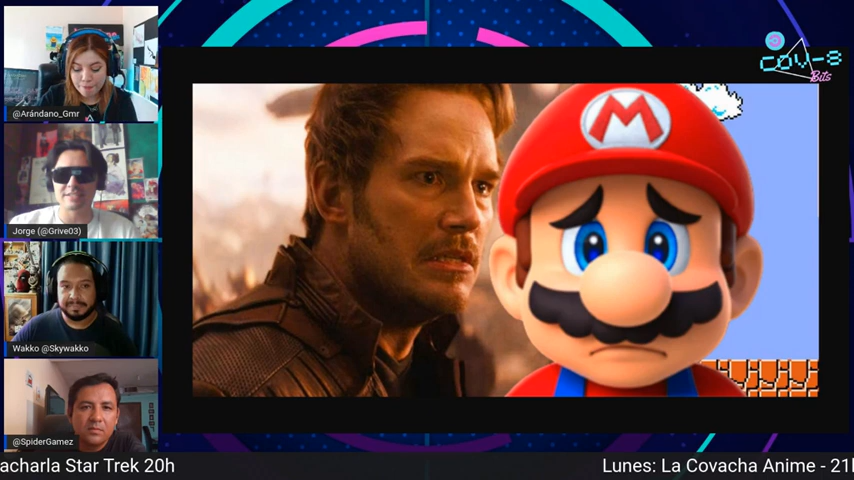 @Arándano_Gmr
Jorge (@Grive03)
Wakko @Skywakko
@SpiderGamez
COV-8
Bits
M
acharla Star Trek 20h
Lunes: La Covacha Anime - 21